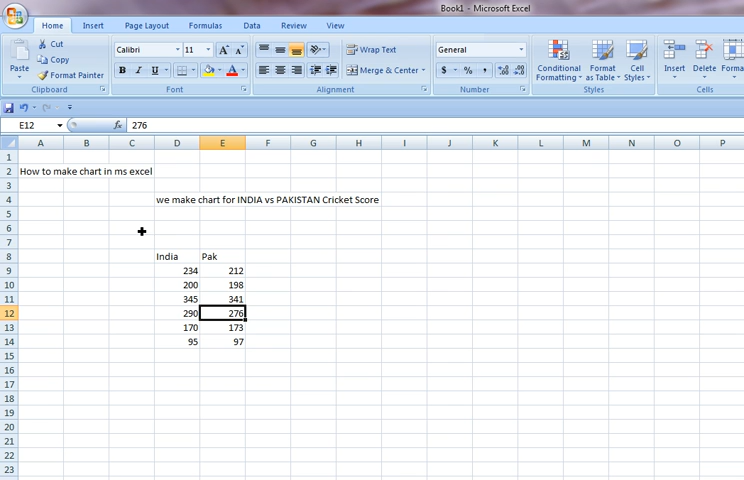 Book1 - Microsoft Excel
Home Insert Page Layout Formulas Data Review View
Cut
Copy
Format Painter
Paste
Clipboard
Calibri 11
A A
B I U
A
Font
Wrap Text
Merge & Center
Alignment
General
$ % ,
Number
Conditional Formatting
Format as Table
Cell Styles
Styles
Insert Delete Forma
Cells
E12 fx 276
A B C D E F G H I J K L M N O P
1
2 How to make chart in ms excel
3
4 we make chart for INDIA vs PAKISTAN Cricket Score
5
6
7
8 India Pak
9 234 212
10 200 198
11 345 341
12 290 276
13 170 173
14 95 97
15
16
17
18
19
20
21
22
23